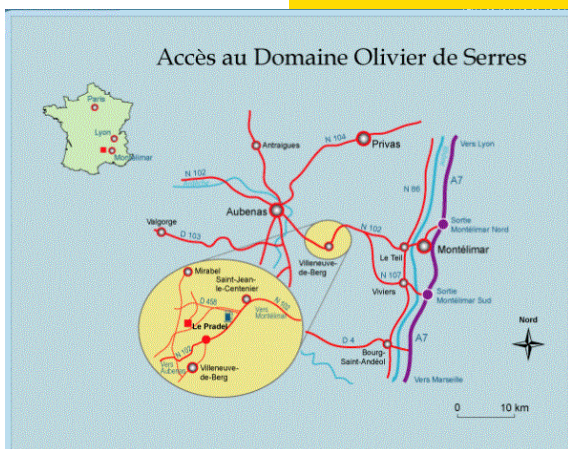 Accès au Domaine Olivier de Serres
Paris
Lyon
Montélimar
Antraigues
N 104
Privas
Vers Lyon
N 102
N 86
A7
Aubenas
Valgorge
D 103
N 102
Sortie
Montélimar Nord
Le Teil
Montélimar
Villeneuve-
de-Berg
Mirabel
Saint-Jean-
le-Centenier
N 107
Viviers
Sortie
Montélimar Sud
D 458
N 102
Vers
Montélimar
Le Pradel
N 102
Vers
Aubenas
Villeneuve-
de-Berg
D 4
Bourg-
Saint-Andéol
A7
Nord
Vers Marseille
0 10 km